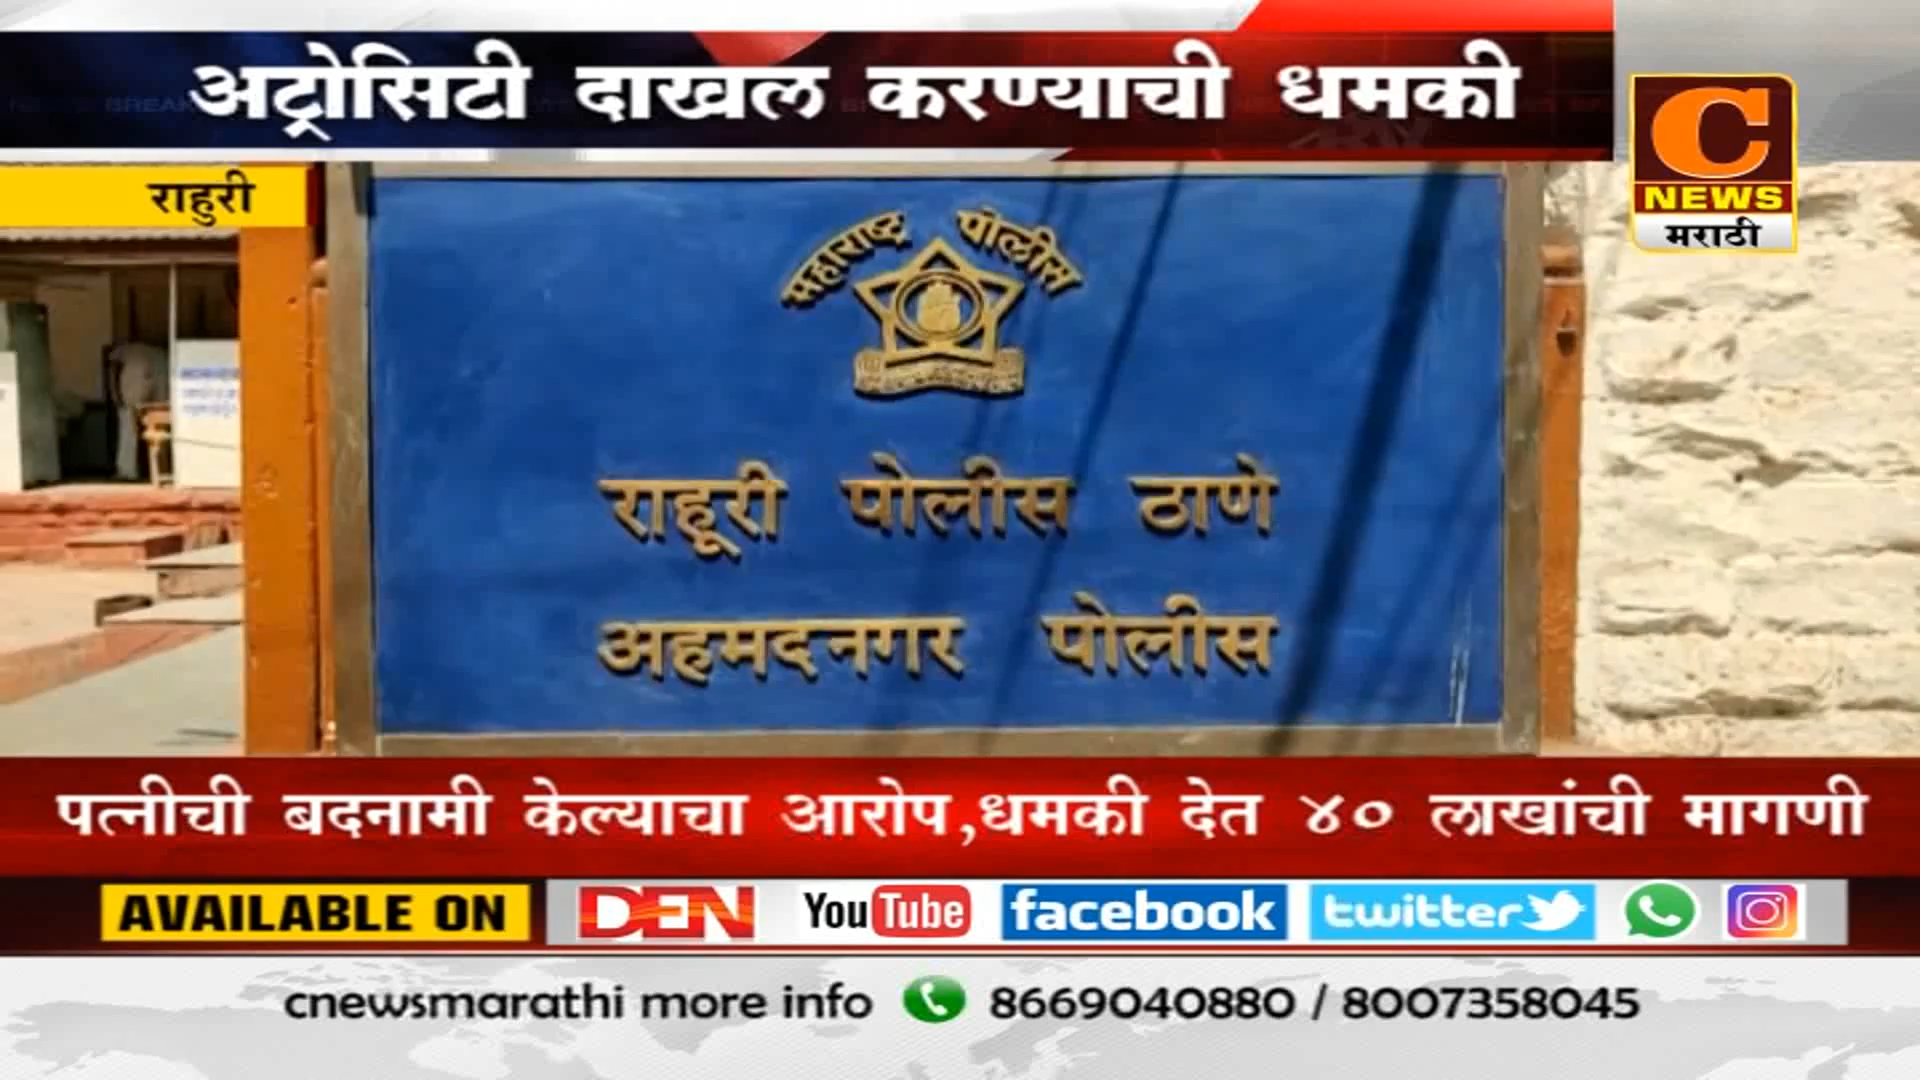 अट्रोसिटी दाखल करण्याची धमकी
राहुरी
C
NEWS
मराठी
महाराष्ट्र पोलीस
राहूरी पोलीस ठाणे
अहमदनगर पोलीस
पत्नीची बदनामी केल्याचा आरोप,धमकी देत ४० लाखांची मागणी
AVAILABLE ON DEN YouTube facebook twitter
cnewsmarathi more info 8669040880 / 8007358045